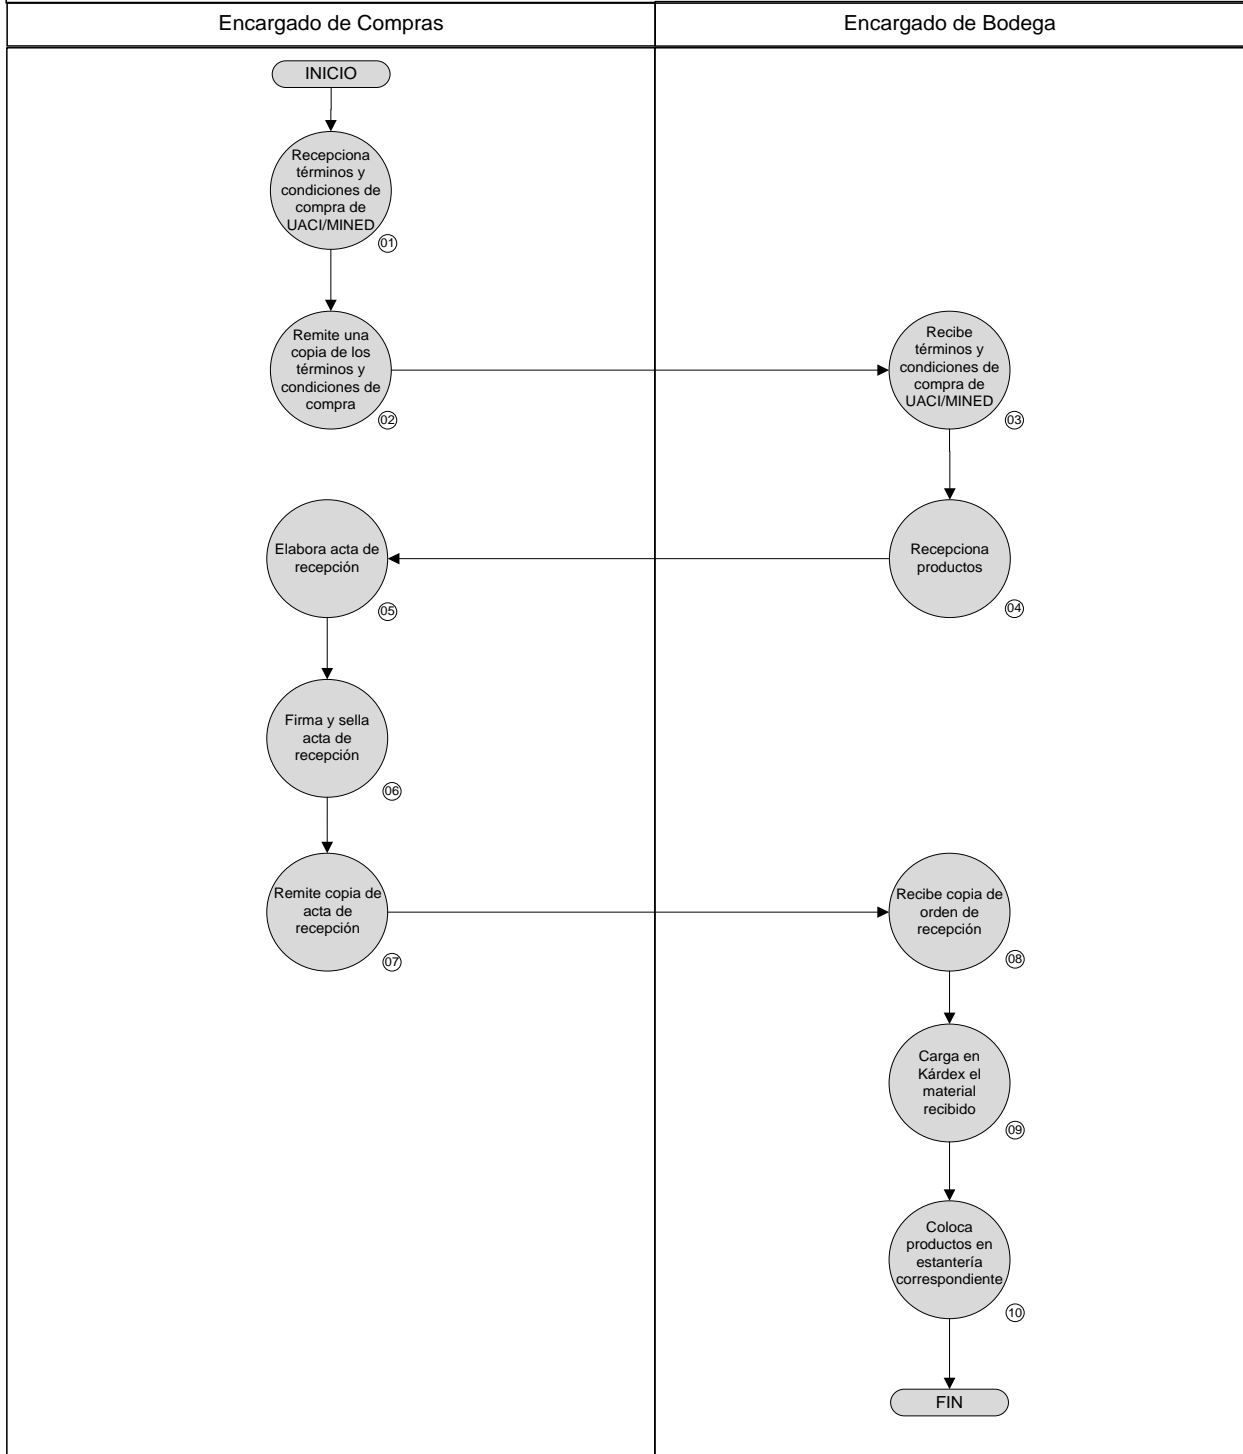 Encargado de Compras
Encargado de Bodega
INICIO
Recepciona
términos y
condiciones de
compra de
UACI/MINED
01
Remite una
copia de los
términos y
condiciones de
compra
02
Recibe
términos y
condiciones de
compra de
UACI/MINED
03
Recepciona
productos
04
Elabora acta de
recepción
05
Firma y sella
acta de
recepción
06
Remite copia de
acta de
recepción
07
Recibe copia de
orden de
recepción
08
Carga en
Kárdex el
material
recibido
09
Coloca
productos en
estantería
correspondiente
10
FIN